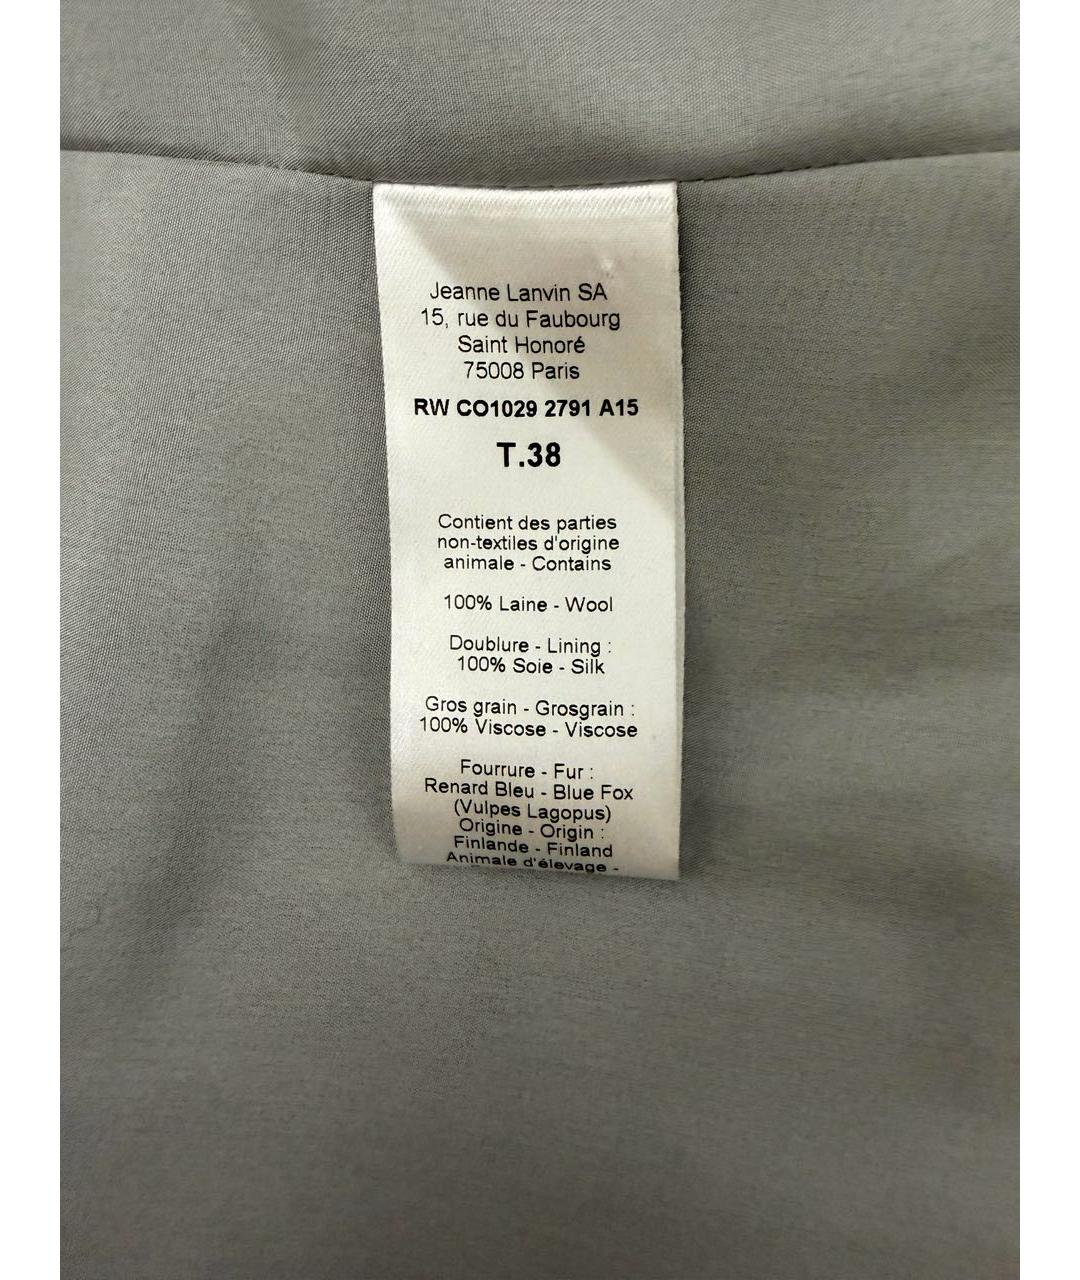 Jeanne Lanvin SA
15, rue du Faubourg
Saint Honoré
75008 Paris
RW CO1029 2791 A15
T.38
Contient des parties
non-textiles d'origine
animale - Contains
100% Laine - Wool
Doublure - Lining :
100% Soie - Silk
Gros grain - Grosgrain :
100% Viscose - Viscose
Fourrure - Fur :
Renard Bleu - Blue Fox
(Vulpes Lagopus)
Origine - Origin :
Finlande - Finland
Animale d'élevage -